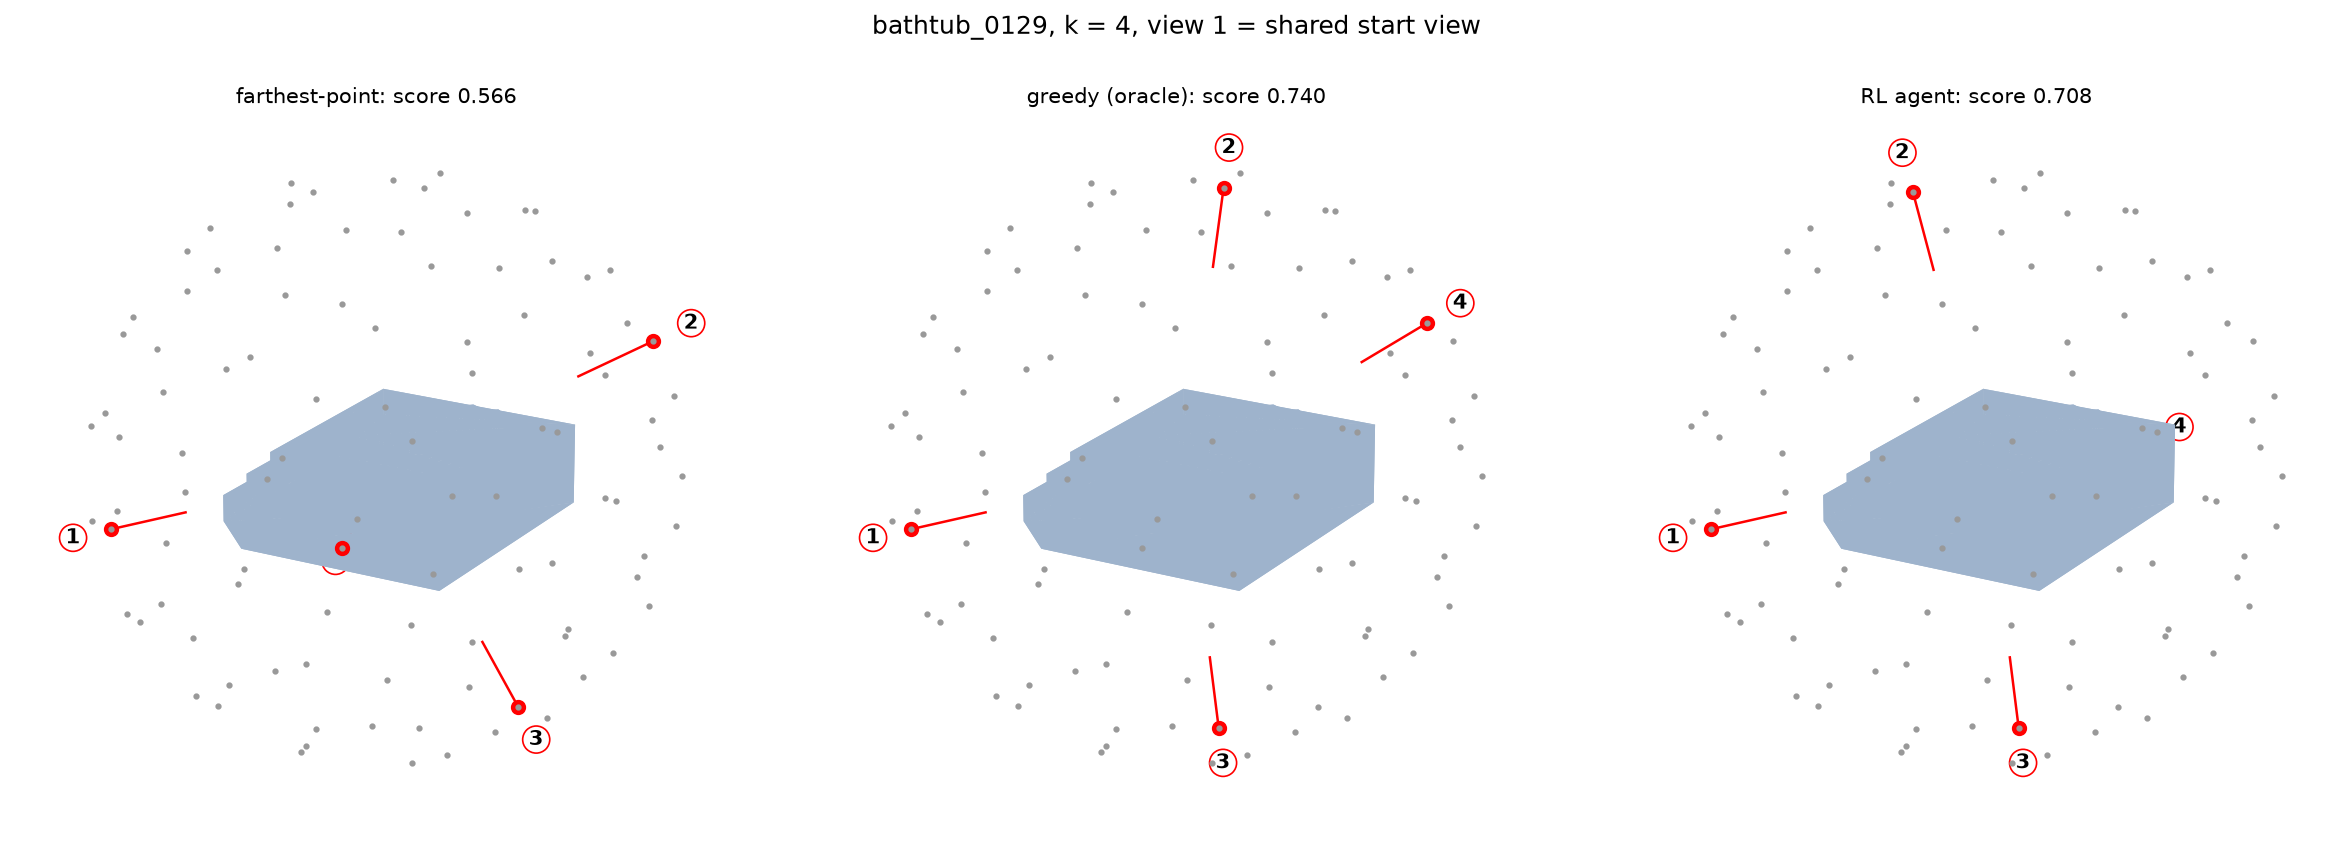 bathtub_0129, k = 4, view 1 = shared start view
farthest-point: score 0.566
2
1
3
greedy (oracle): score 0.740
2
4
1
3
RL agent: score 0.708
2
4
1
3